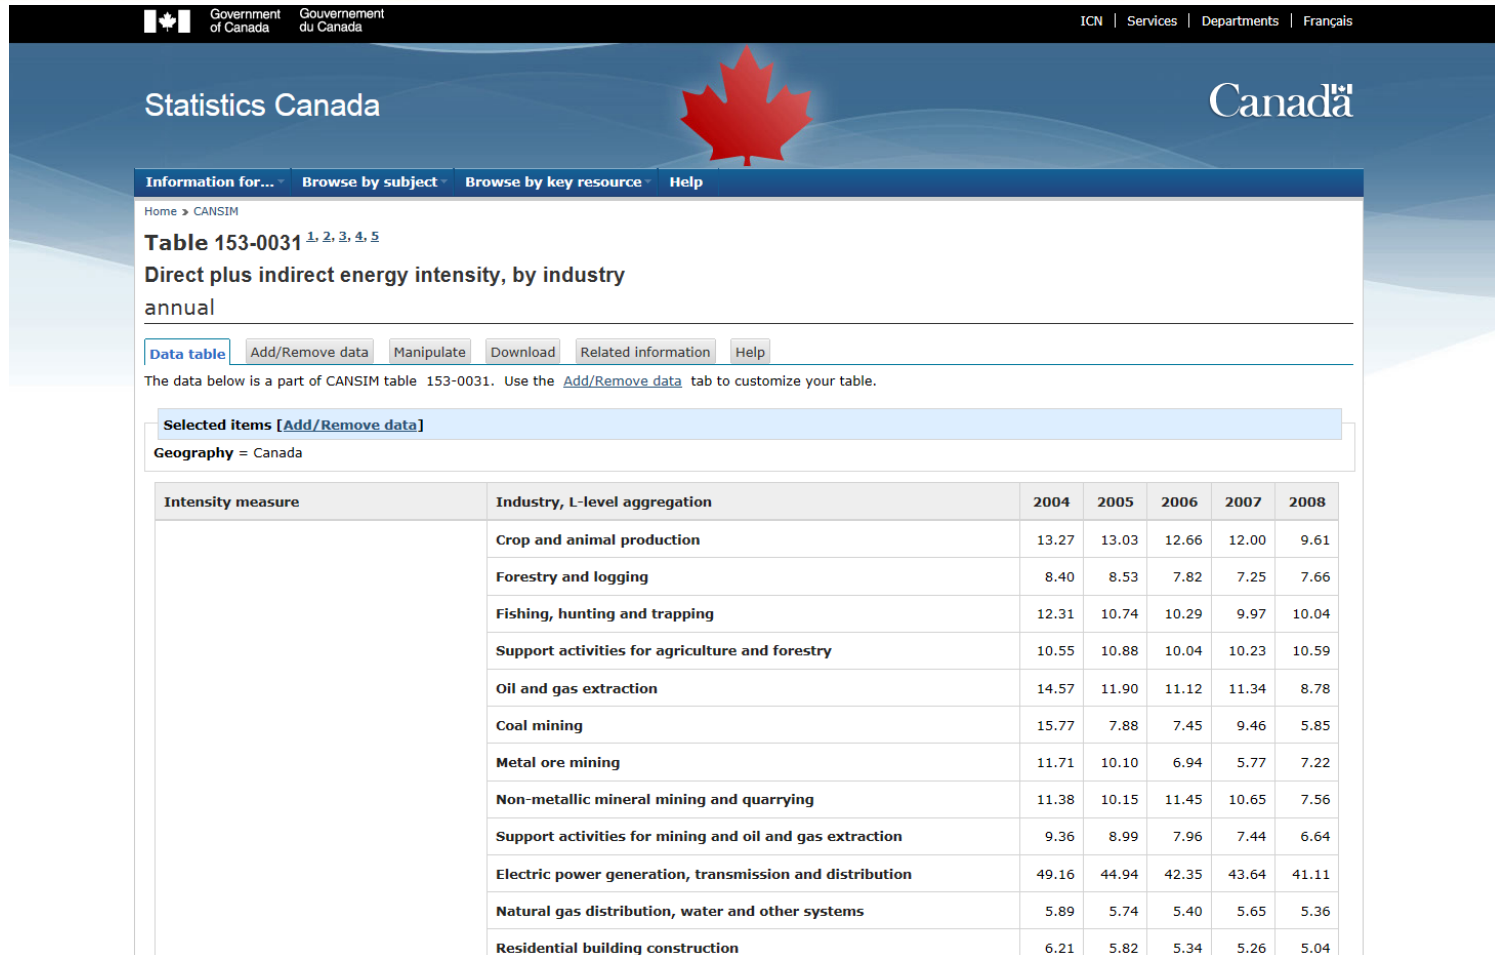 Government of Canada Gouvernement du Canada ICN | Services | Departments | Français
Statistics Canada
Canada
Information for... Browse by subject Browse by key resource Help
Home > CANSIM
Table 153-0031 1, 2, 3, 4, 5
Direct plus indirect energy intensity, by industry
annual
Data table Add/Remove data Manipulate Download Related information Help
The data below is a part of CANSIM table 153-0031. Use the Add/Remove data tab to customize your table.
Selected items [Add/Remove data]
Geography = Canada
Intensity measure Industry, L-level aggregation 2004 2005 2006 2007 2008
Crop and animal production 13.27 13.03 12.66 12.00 9.61
Forestry and logging 8.40 8.53 7.82 7.25 7.66
Fishing, hunting and trapping 12.31 10.74 10.29 9.97 10.04
Support activities for agriculture and forestry 10.55 10.88 10.04 10.23 10.59
Oil and gas extraction 14.57 11.90 11.12 11.34 8.78
Coal mining 15.77 7.88 7.45 9.46 5.85
Metal ore mining 11.71 10.10 6.94 5.77 7.22
Non-metallic mineral mining and quarrying 11.38 10.15 11.45 10.65 7.56
Support activities for mining and oil and gas extraction 9.36 8.99 7.96 7.44 6.64
Electric power generation, transmission and distribution 49.16 44.94 42.35 43.64 41.11
Natural gas distribution, water and other systems 5.89 5.74 5.40 5.65 5.36
Residential building construction 6.21 5.82 5.34 5.26 5.04